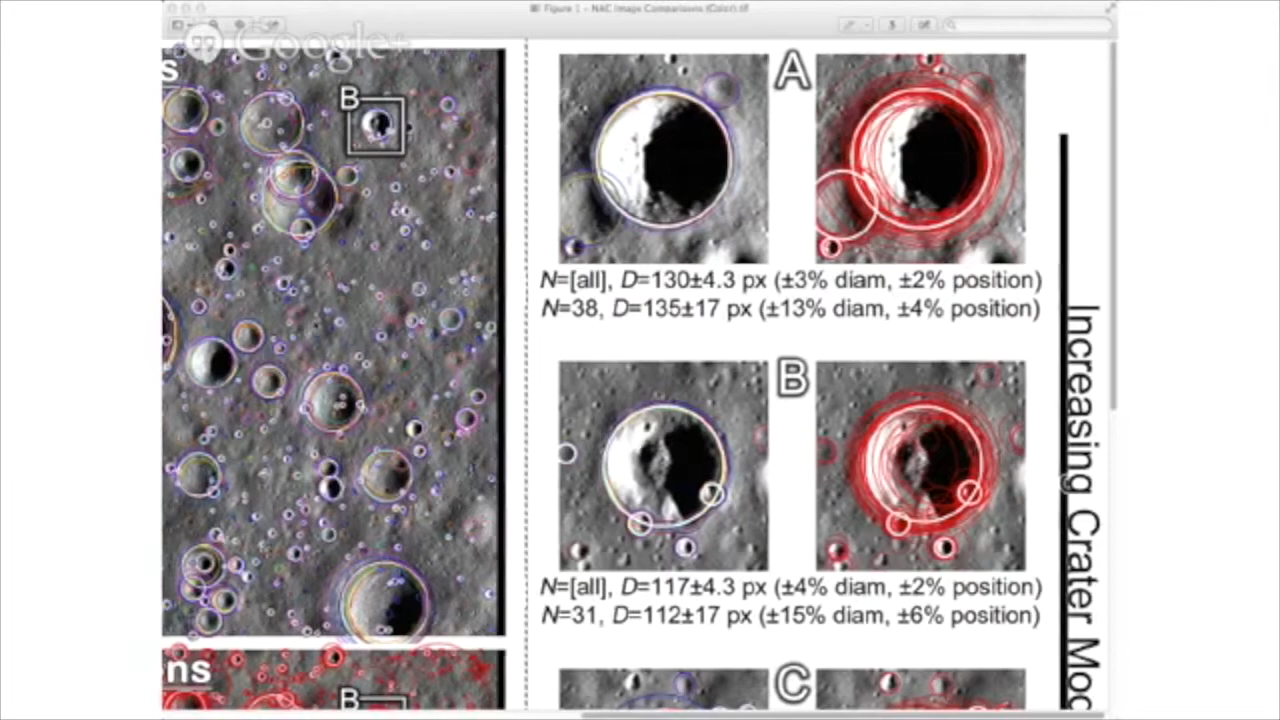 Figure 1 - NAC Image Comparisons (Color).tif
Google+
s
B
A
N=[all], D=130±4.3 px (±3% diam, ±2% position)
N=38, D=135±17 px (±13% diam, ±4% position)
B
N=[all], D=117±4.3 px (±4% diam, ±2% position)
N=31, D=112±17 px (±15% diam, ±6% position)
C
ns
B
Increasing Crater Mod